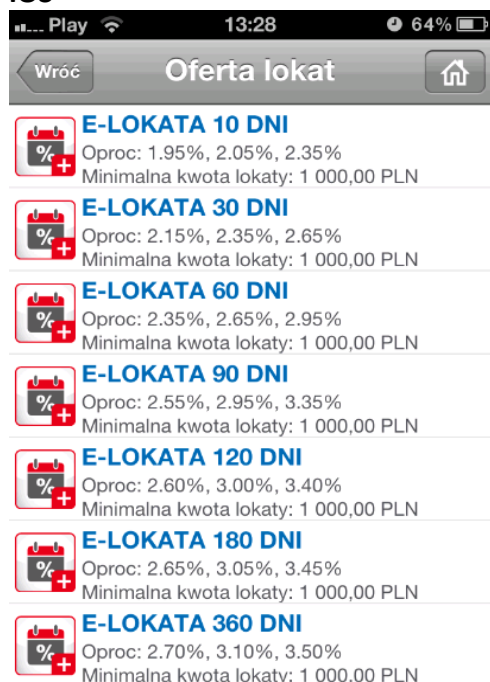 Play 13:28 64%
Wróć Oferta lokat
E-LOKATA 10 DNI
Oproc: 1.95%, 2.05%, 2.35%
Minimalna kwota lokaty: 1 000,00 PLN
E-LOKATA 30 DNI
Oproc: 2.15%, 2.35%, 2.65%
Minimalna kwota lokaty: 1 000,00 PLN
E-LOKATA 60 DNI
Oproc: 2.35%, 2.65%, 2.95%
Minimalna kwota lokaty: 1 000,00 PLN
E-LOKATA 90 DNI
Oproc: 2.55%, 2.95%, 3.35%
Minimalna kwota lokaty: 1 000,00 PLN
E-LOKATA 120 DNI
Oproc: 2.60%, 3.00%, 3.40%
Minimalna kwota lokaty: 1 000,00 PLN
E-LOKATA 180 DNI
Oproc: 2.65%, 3.05%, 3.45%
Minimalna kwota lokaty: 1 000,00 PLN
E-LOKATA 360 DNI
Oproc: 2.70%, 3.10%, 3.50%
Minimalna kwota lokaty: 1 000,00 PLN